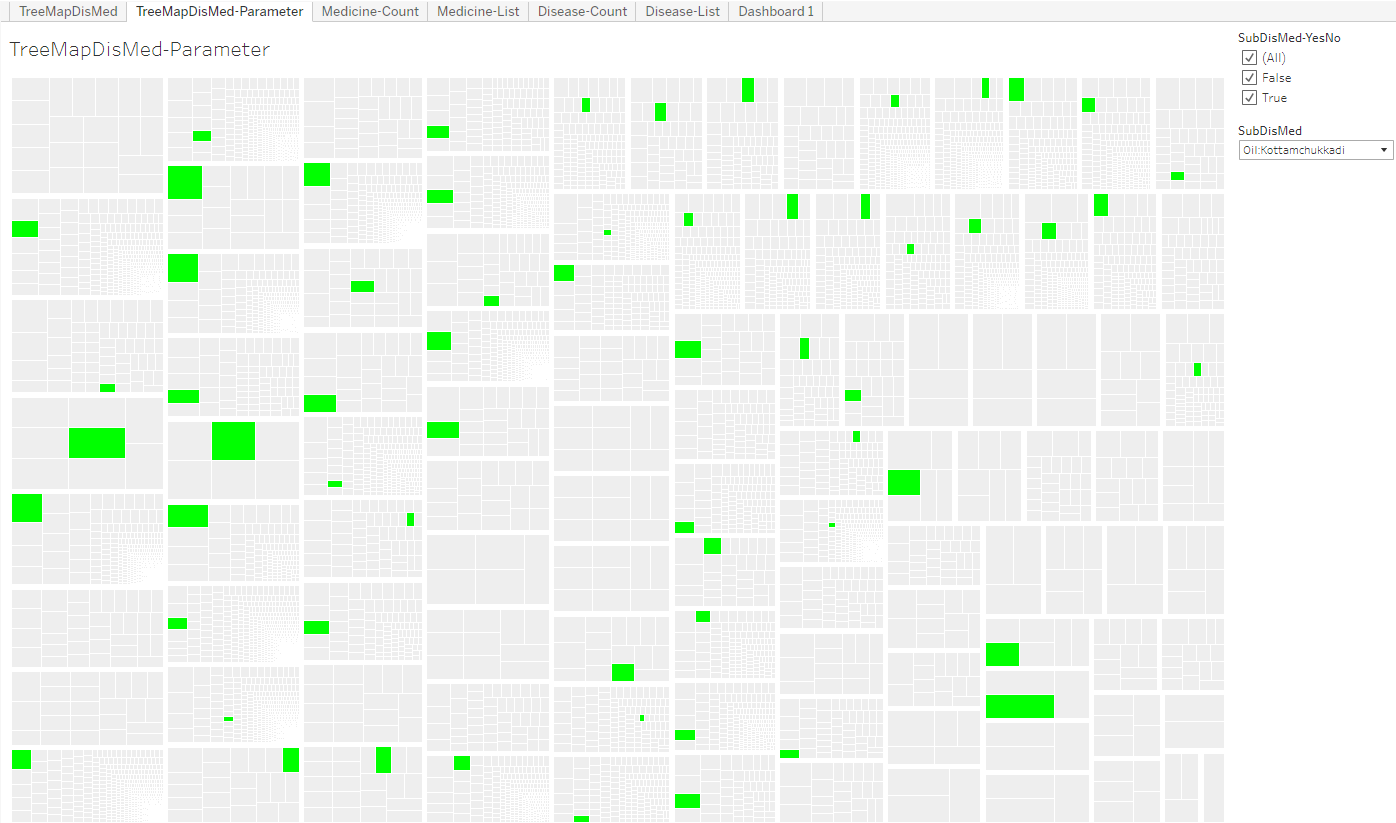 TreeMapDisMed
TreeMapDisMed-Parameter
Medicine-Count
Medicine-List
Disease-Count
Disease-List
Dashboard 1
TreeMapDisMed-Parameter
SubDisMed-YesNo
(All)
False
True
SubDisMed
Oil:Kottamchukkadi